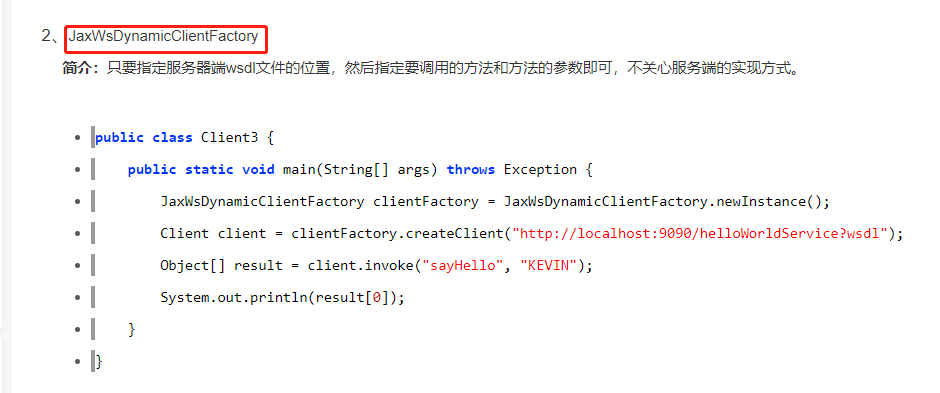 2、JaxWsDynamicClientFactory
简介：只要指定服务器端wsdl文件的位置，然后指定要调用的方法和方法的参数即可，不关心服务端的实现方式。
public class Client3 {
public static void main(String[] args) throws Exception {
JaxWsDynamicClientFactory clientFactory = JaxWsDynamicClientFactory.newInstance();
Client client = clientFactory.createClient("http://localhost:9090/helloWorldService?wsdl");
Object[] result = client.invoke("sayHello", "KEVIN");
System.out.println(result[0]);
}
}